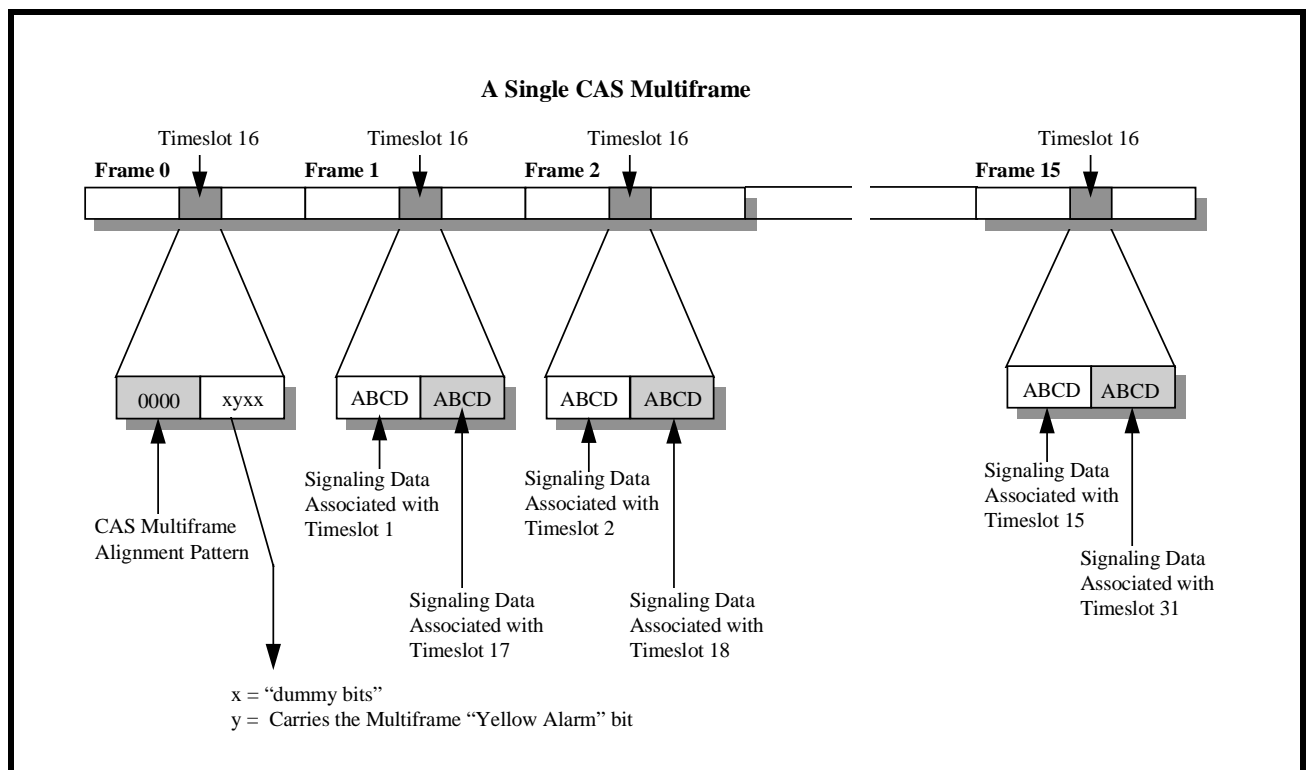 A Single CAS Multiframe
Timeslot 16
Timeslot 16
Timeslot 16
Timeslot 16
Frame 0
Frame 1
Frame 2
Frame 15
0000
xyxx
ABCD
ABCD
ABCD
ABCD
ABCD
ABCD
CAS Multiframe
Alignment Pattern
Signaling Data
Associated with
Timeslot 1
Signaling Data
Associated with
Timeslot 17
Signaling Data
Associated with
Timeslot 2
Signaling Data
Associated with
Timeslot 18
Signaling Data
Associated with
Timeslot 15
Signaling Data
Associated with
Timeslot 31
x = “dummy bits”
y = Carries the Multiframe “Yellow Alarm” bit